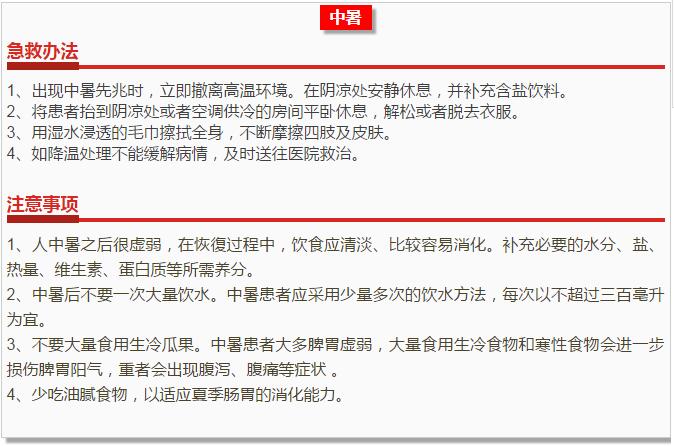 中暑
急救办法
1、出现中暑先兆时，立即撤离高温环境。在阴凉处安静休息，并补充含盐饮料。
2、将患者抬到阴凉处或者空调供冷的房间平卧休息，解松或者脱去衣服。
3、用湿水浸透的毛巾擦拭全身，不断摩擦四肢及皮肤。
4、如降温处理不能缓解病情，及时送往医院救治。
注意事项
1、人中暑之后很虚弱，在恢复过程中，饮食应清淡、比较容易消化。补充必要的水分、盐、
热量、维生素、蛋白质等所需养分。
2、中暑后不要一次大量饮水。中暑患者应采用少量多次的饮水方法，每次以不超过三百毫升
为宜。
3、不要大量食用生冷瓜果。中暑患者大多脾胃虚弱，大量食用生冷食物和寒性食物会进一步
损伤脾胃阳气，重者会出现腹泻、腹痛等症状 。
4、少吃油腻食物，以适应夏季肠胃的消化能力。